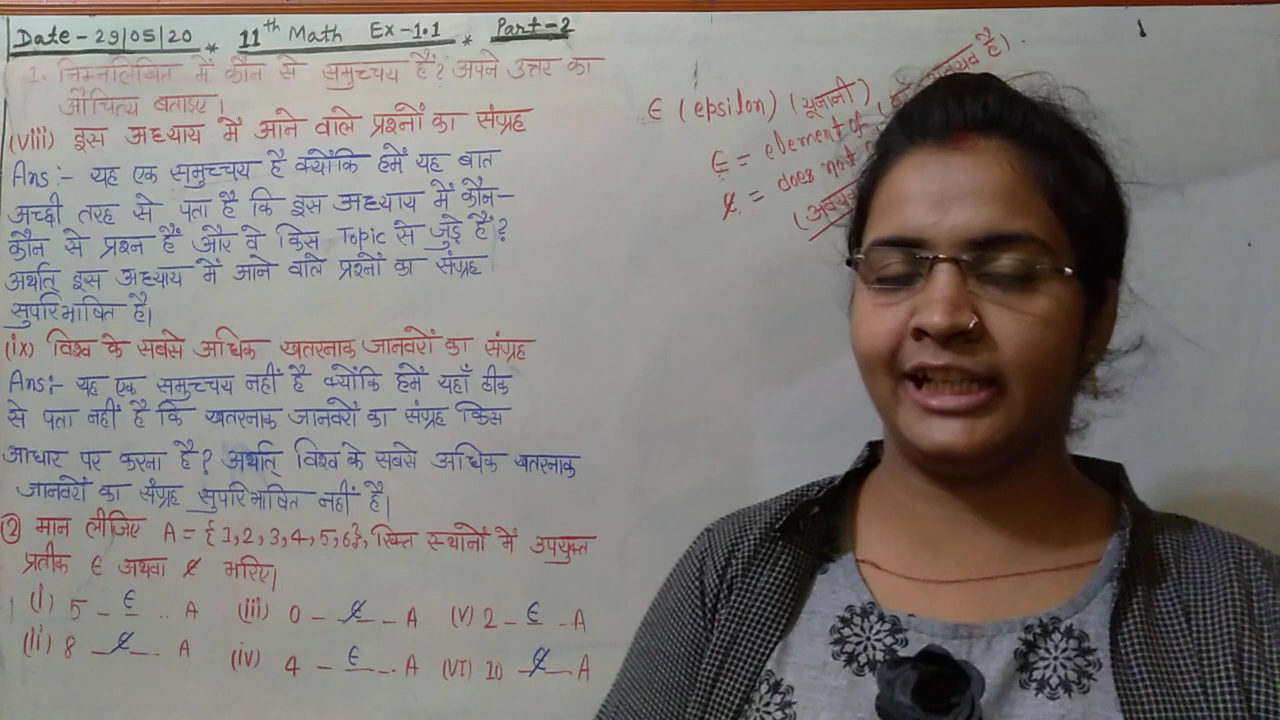 Date - 29/05/20 * 11th Math Ex-1.1 * Part-2
1. निम्नलिखित में कौन से समुच्चय हैं? अपने उत्तर का
औचित्य बताइए।
(viii) इस अध्याय में आने वाले प्रश्नों का संग्रह
Ans:- यह एक समुच्चय है क्योंकि हमें यह बात
अच्छी तरह से पता है कि इस अध्याय में कौन-
कौन से प्रश्न हैं और वे किस Topic से जुड़े हैं?
अर्थात् इस अध्याय में आने वाले प्रश्नों का संग्रह
सुपरिभाषित है।
(ix) विश्व के सबसे अधिक खतरनाक जानवरों का संग्रह
Ans:- यह एक समुच्चय नहीं है क्योंकि हमें यहाँ ठीक
से पता नहीं है कि खतरनाक जानवरों का संग्रह किस
आधार पर करना है? अर्थात् विश्व के सबसे अधिक खतरनाक
जानवरों का संग्रह सुपरिभाषित नहीं है।
② मान लीजिए A = {1,2,3,4,5,6}, रिक्त स्थानों में उपयुक्त
प्रतीक ∈ अथवा ∉ भरिए।
(i) 5 _ ∈ .. A (iii) 0 - ∉ - A (v) 2 - ∈ - A
(ii) 8 ∉ . A (iv) 4 - ∈ . A (vi) 10 ∉ A
∈ (epsilon) (यूनानी)
∈ = element of
∉ = does not
1